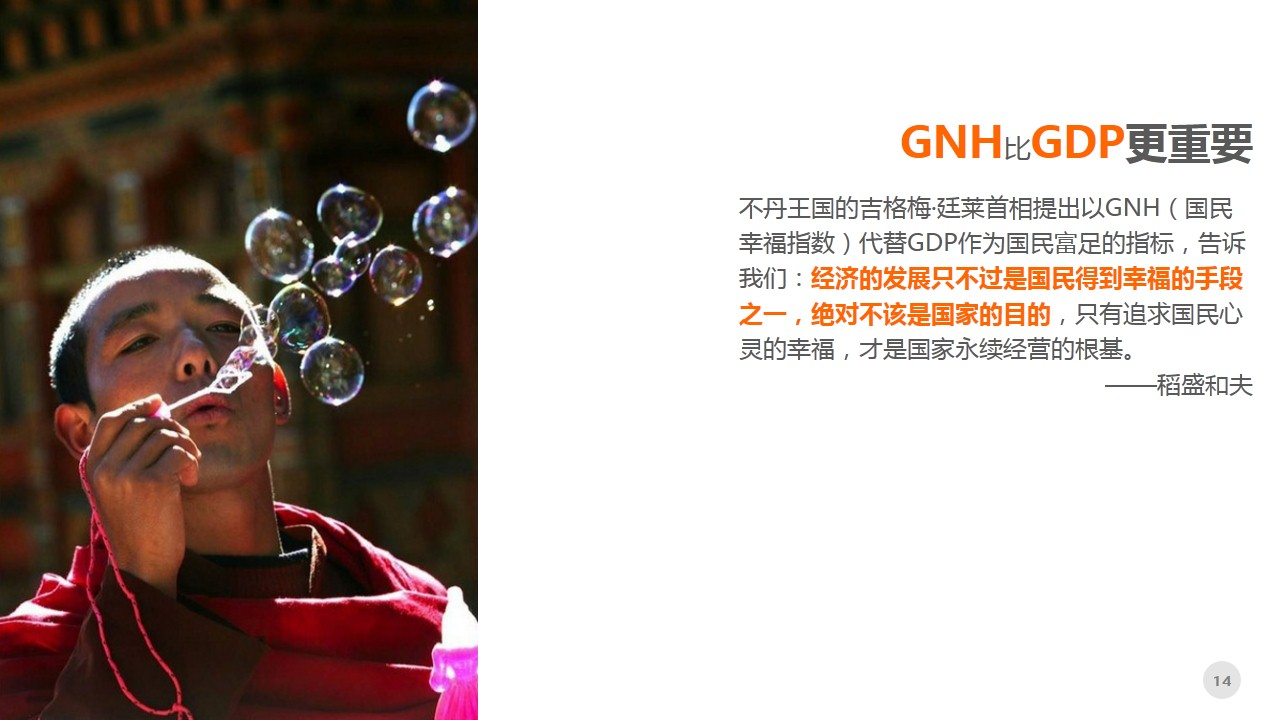 GNH比GDP更重要
不丹王国的吉格梅·廷莱首相提出以GNH（国民
幸福指数）代替GDP作为国民富足的指标，告诉
我们：经济的发展只不过是国民得到幸福的手段
之一，绝对不该是国家的目的，只有追求国民心
灵的幸福，才是国家永续经营的根基。
——稻盛和夫
14